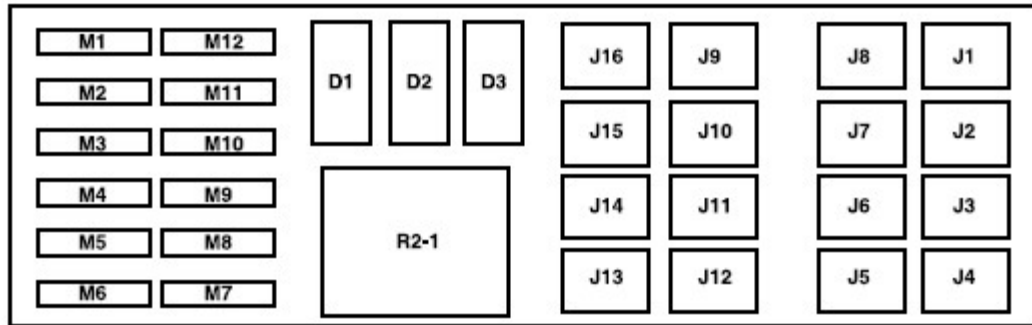 M1 M12 D1 D2 D3 J16 J9 J8 J1
M2 M11 J15 J10 J7 J2
M3 M10
M4 M9 R2-1 J14 J11 J6 J3
M5 M8
M6 M7 J13 J12 J5 J4